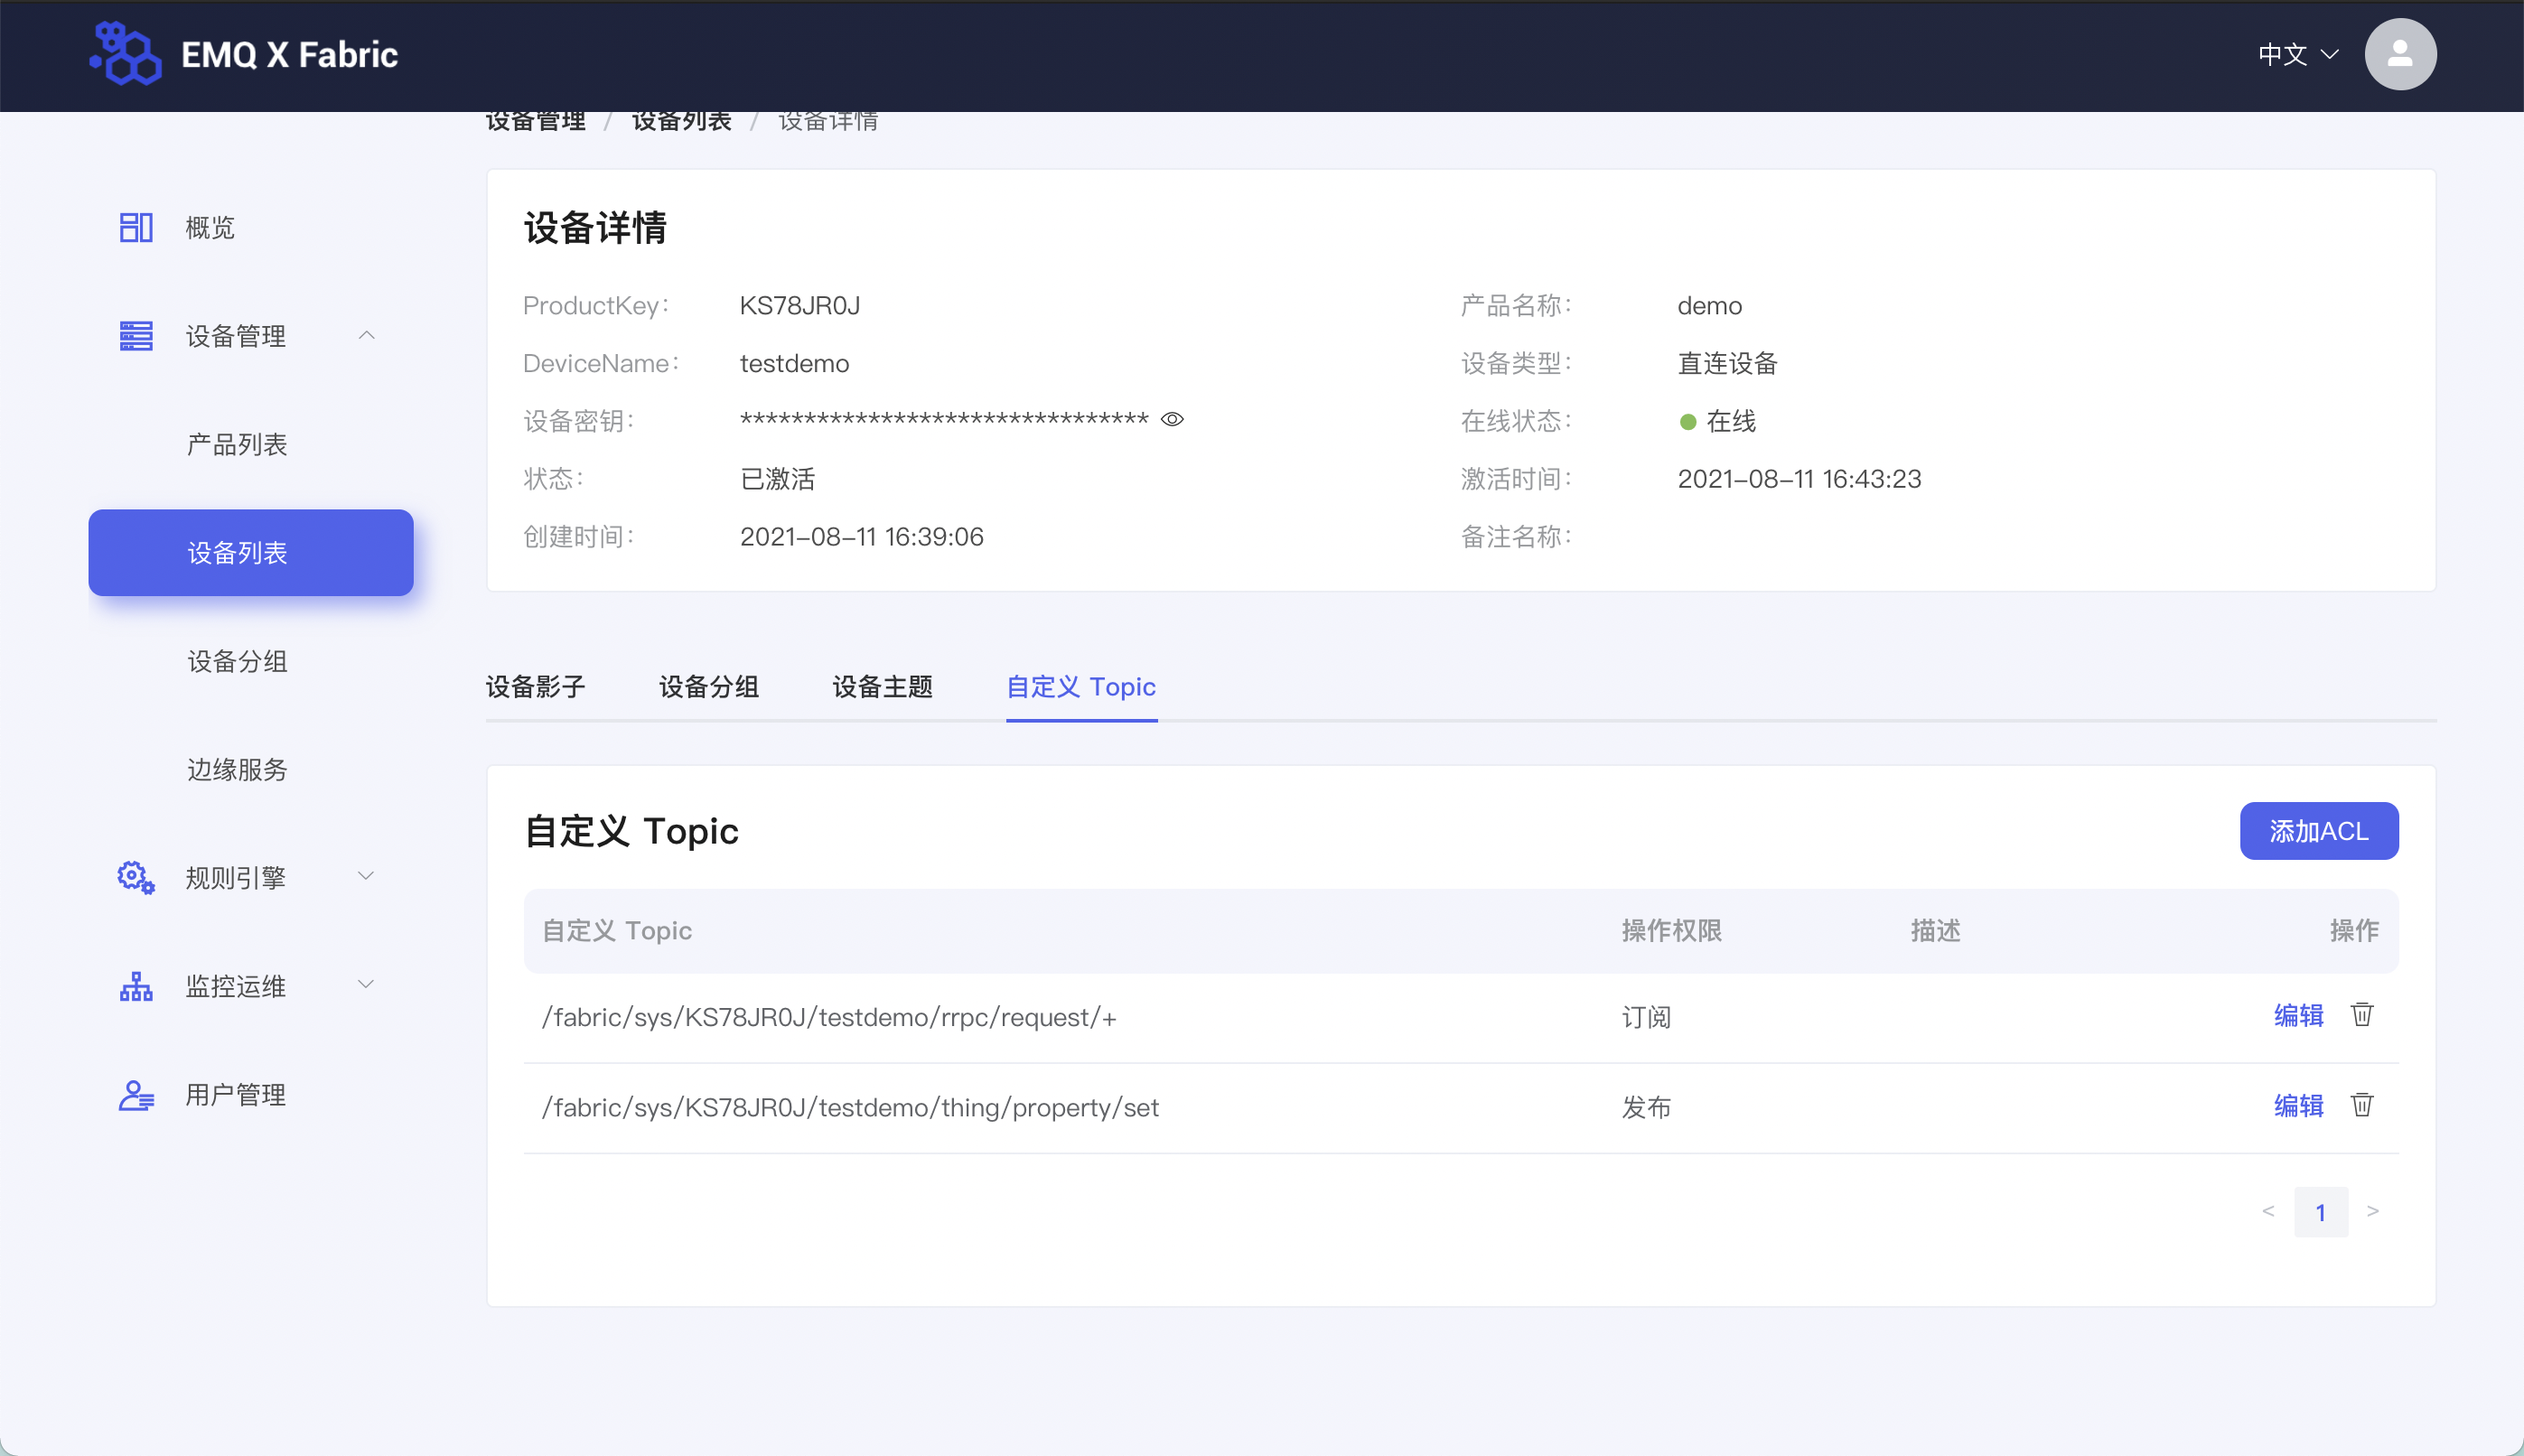 EMQ X Fabric
中文
设备管理 / 设备列表 / 设备详情
概览
设备管理
产品列表
设备列表
设备分组
边缘服务
规则引擎
监控运维
用户管理
设备详情
ProductKey: KS78JR0J
产品名称: demo
DeviceName: testdemo
设备类型: 直连设备
设备密钥: ********************************
在线状态: 在线
状态: 已激活
激活时间: 2021-08-11 16:43:23
创建时间: 2021-08-11 16:39:06
备注名称:
设备影子 设备分组 设备主题 自定义 Topic
自定义 Topic
添加ACL
自定义 Topic 操作权限 描述 操作
/fabric/sys/KS78JR0J/testdemo/rrpc/request/+ 订阅 编辑
/fabric/sys/KS78JR0J/testdemo/thing/property/set 发布 编辑
< 1 >